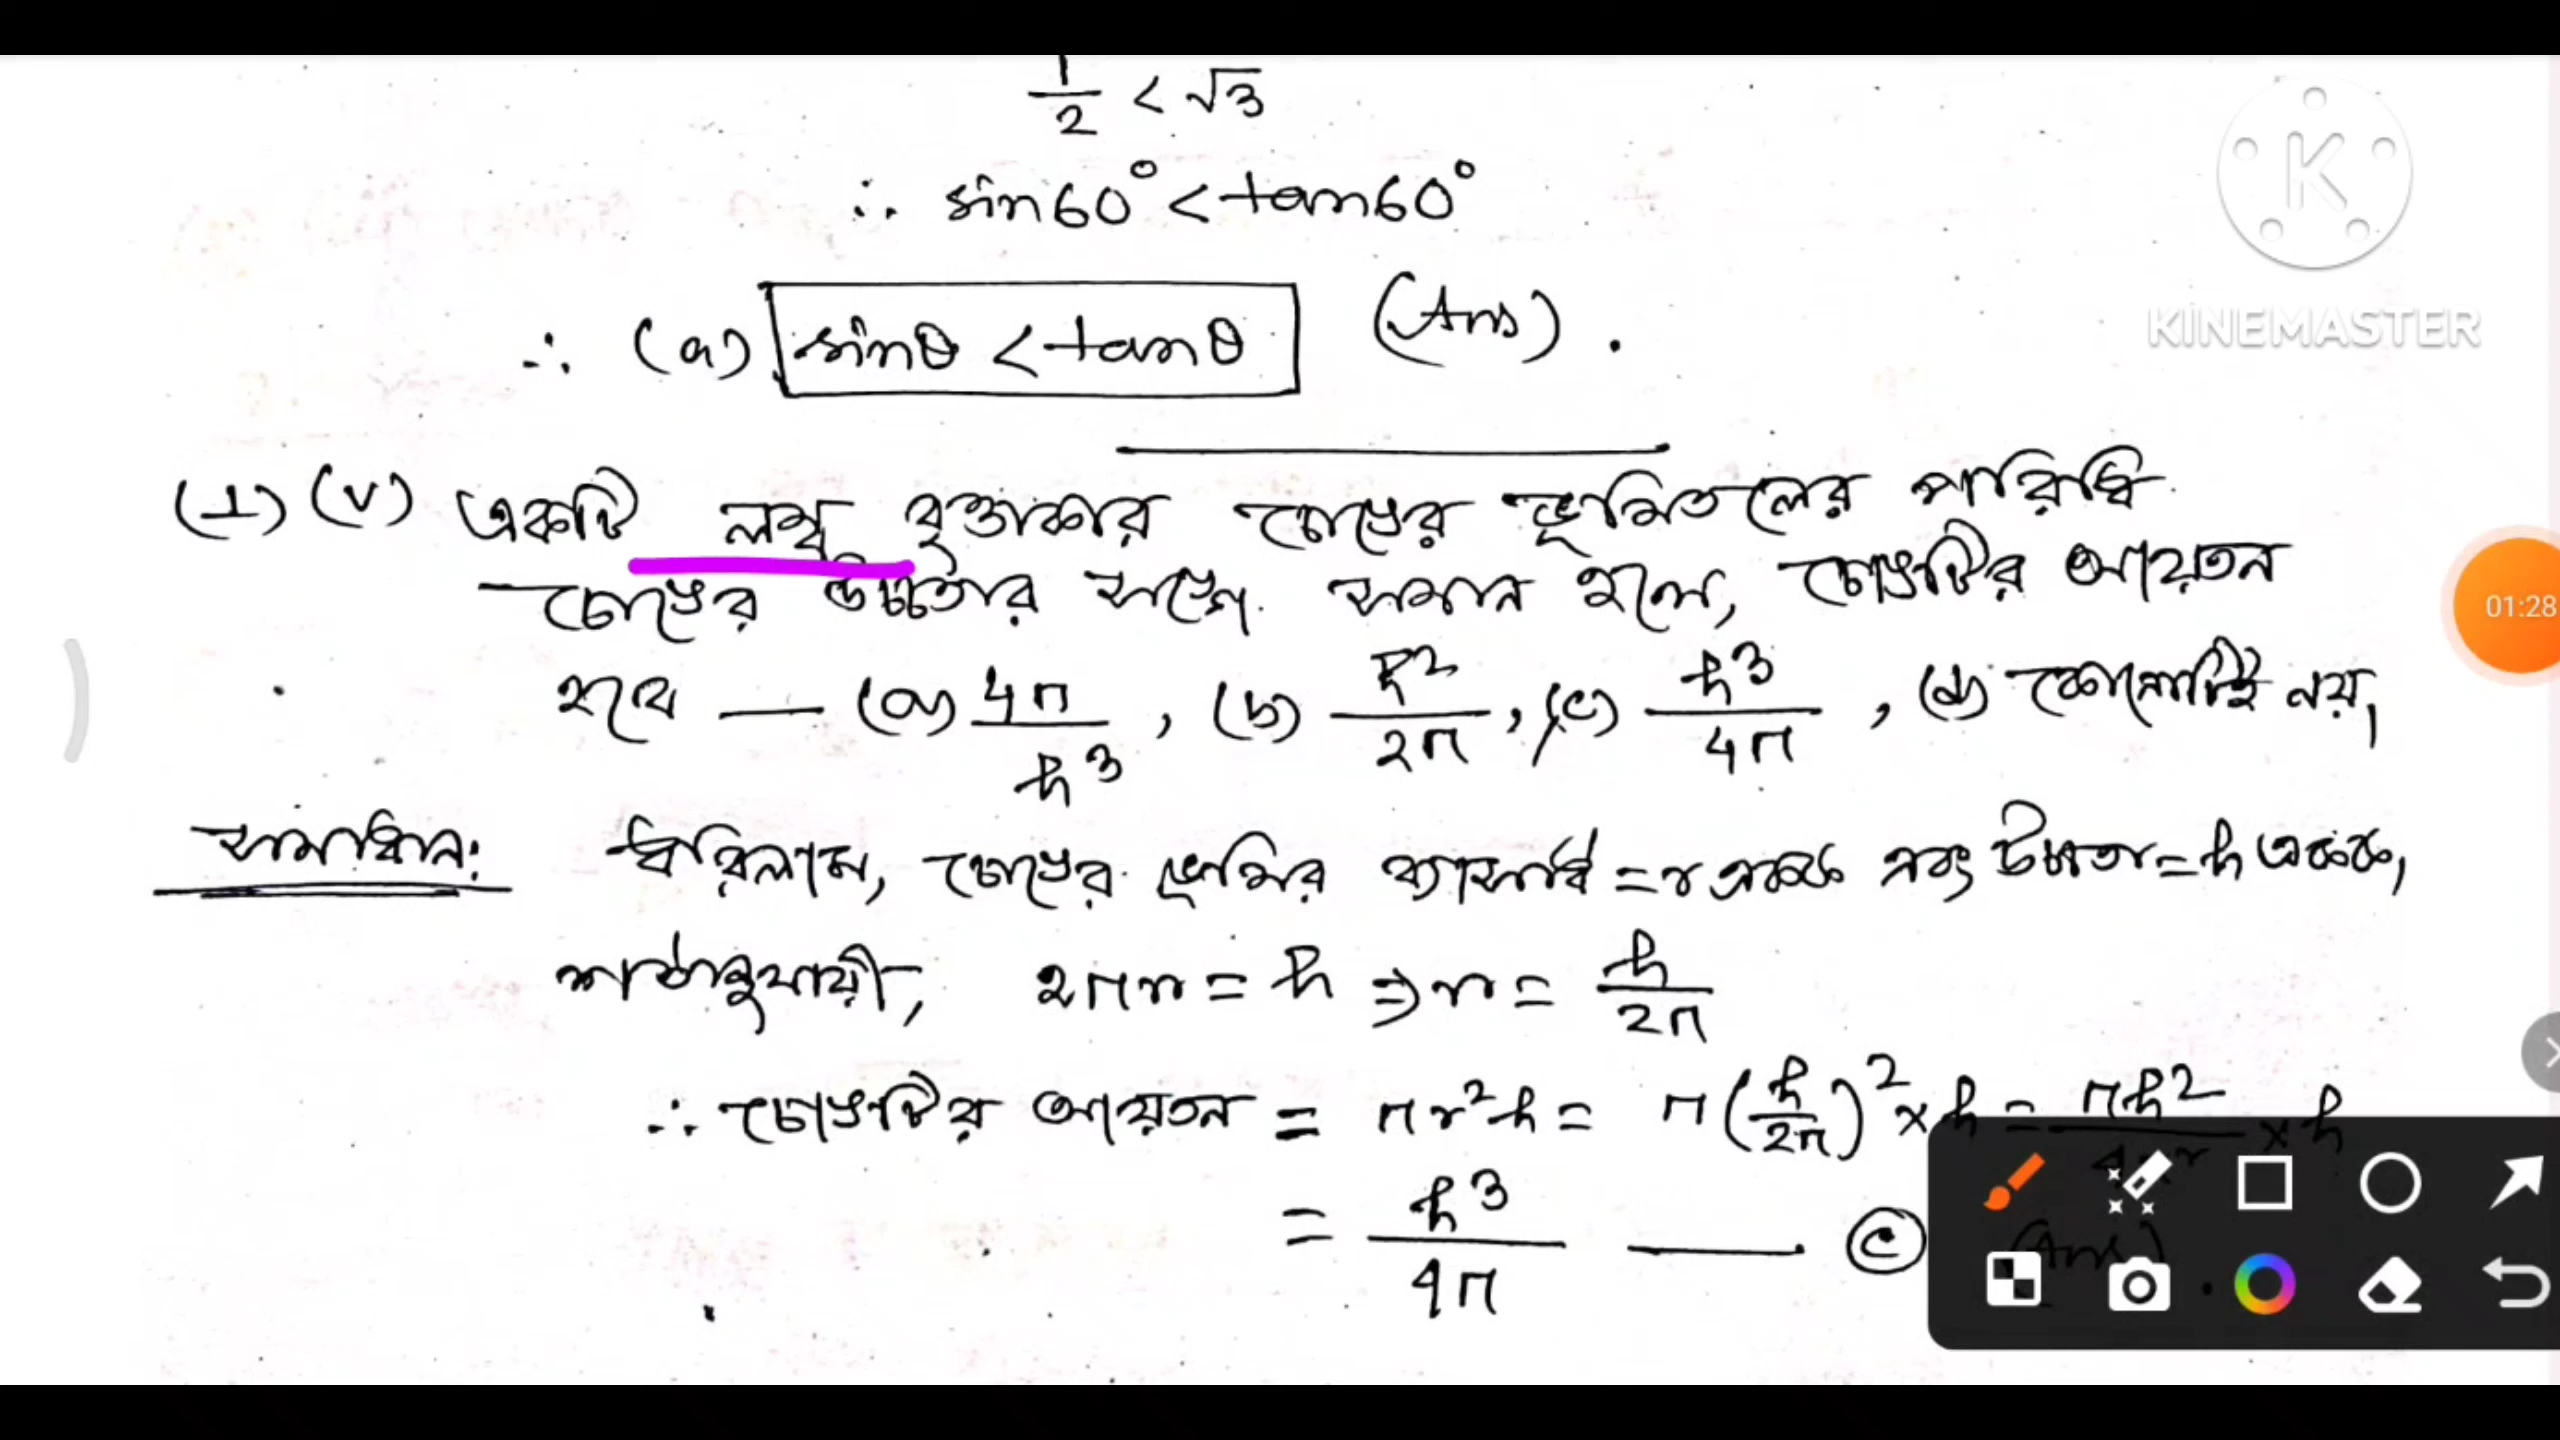 1/2 < √3
∴ sin60° < tan60°
∴ (a) sinθ < tanθ (Ans).
KINEMASTER
(1) (v) একটি লম্ব বৃত্তাকার চোঙের ভূমিতলের পরিধি
চোঙের উচ্চতার সঙ্গে সমান হলে, চোঙটির আয়তন
01:28
হবে — (a) 4π/h³, (b) h²/2π, (c) h³/4π, (d) কোনোটিই নয়,
সমাধান: ধরিলাম, চোঙের ভূমির ব্যাসার্ধ = r একক এবং উচ্চতা = h একক,
শর্তানুযায়ী, 2πr = h ⇒ r = h/2π
∴ চোঙটির আয়তন = πr²h = π(h/2π)² × h = πh²/ × h
= h³/4π — (c) (Ans)